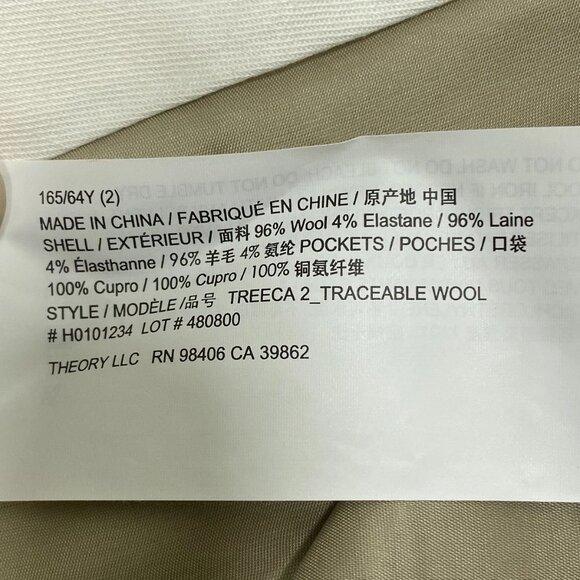 165/64Y (2)
MADE IN CHINA / FABRIQUÉ EN CHINE / 原产地 中国
SHELL / EXTÉRIEUR / 面料 96% Wool 4% Elastane / 96% Laine
4% Élasthanne / 96% 羊毛 4% 氨纶 POCKETS / POCHES / 口袋
100% Cupro / 100% Cupro / 100% 铜氨纤维
STYLE / MODÈLE /品号 TREECA 2_TRACEABLE WOOL
# H0101234 LOT # 480800
THEORY LLC RN 98406 CA 39862